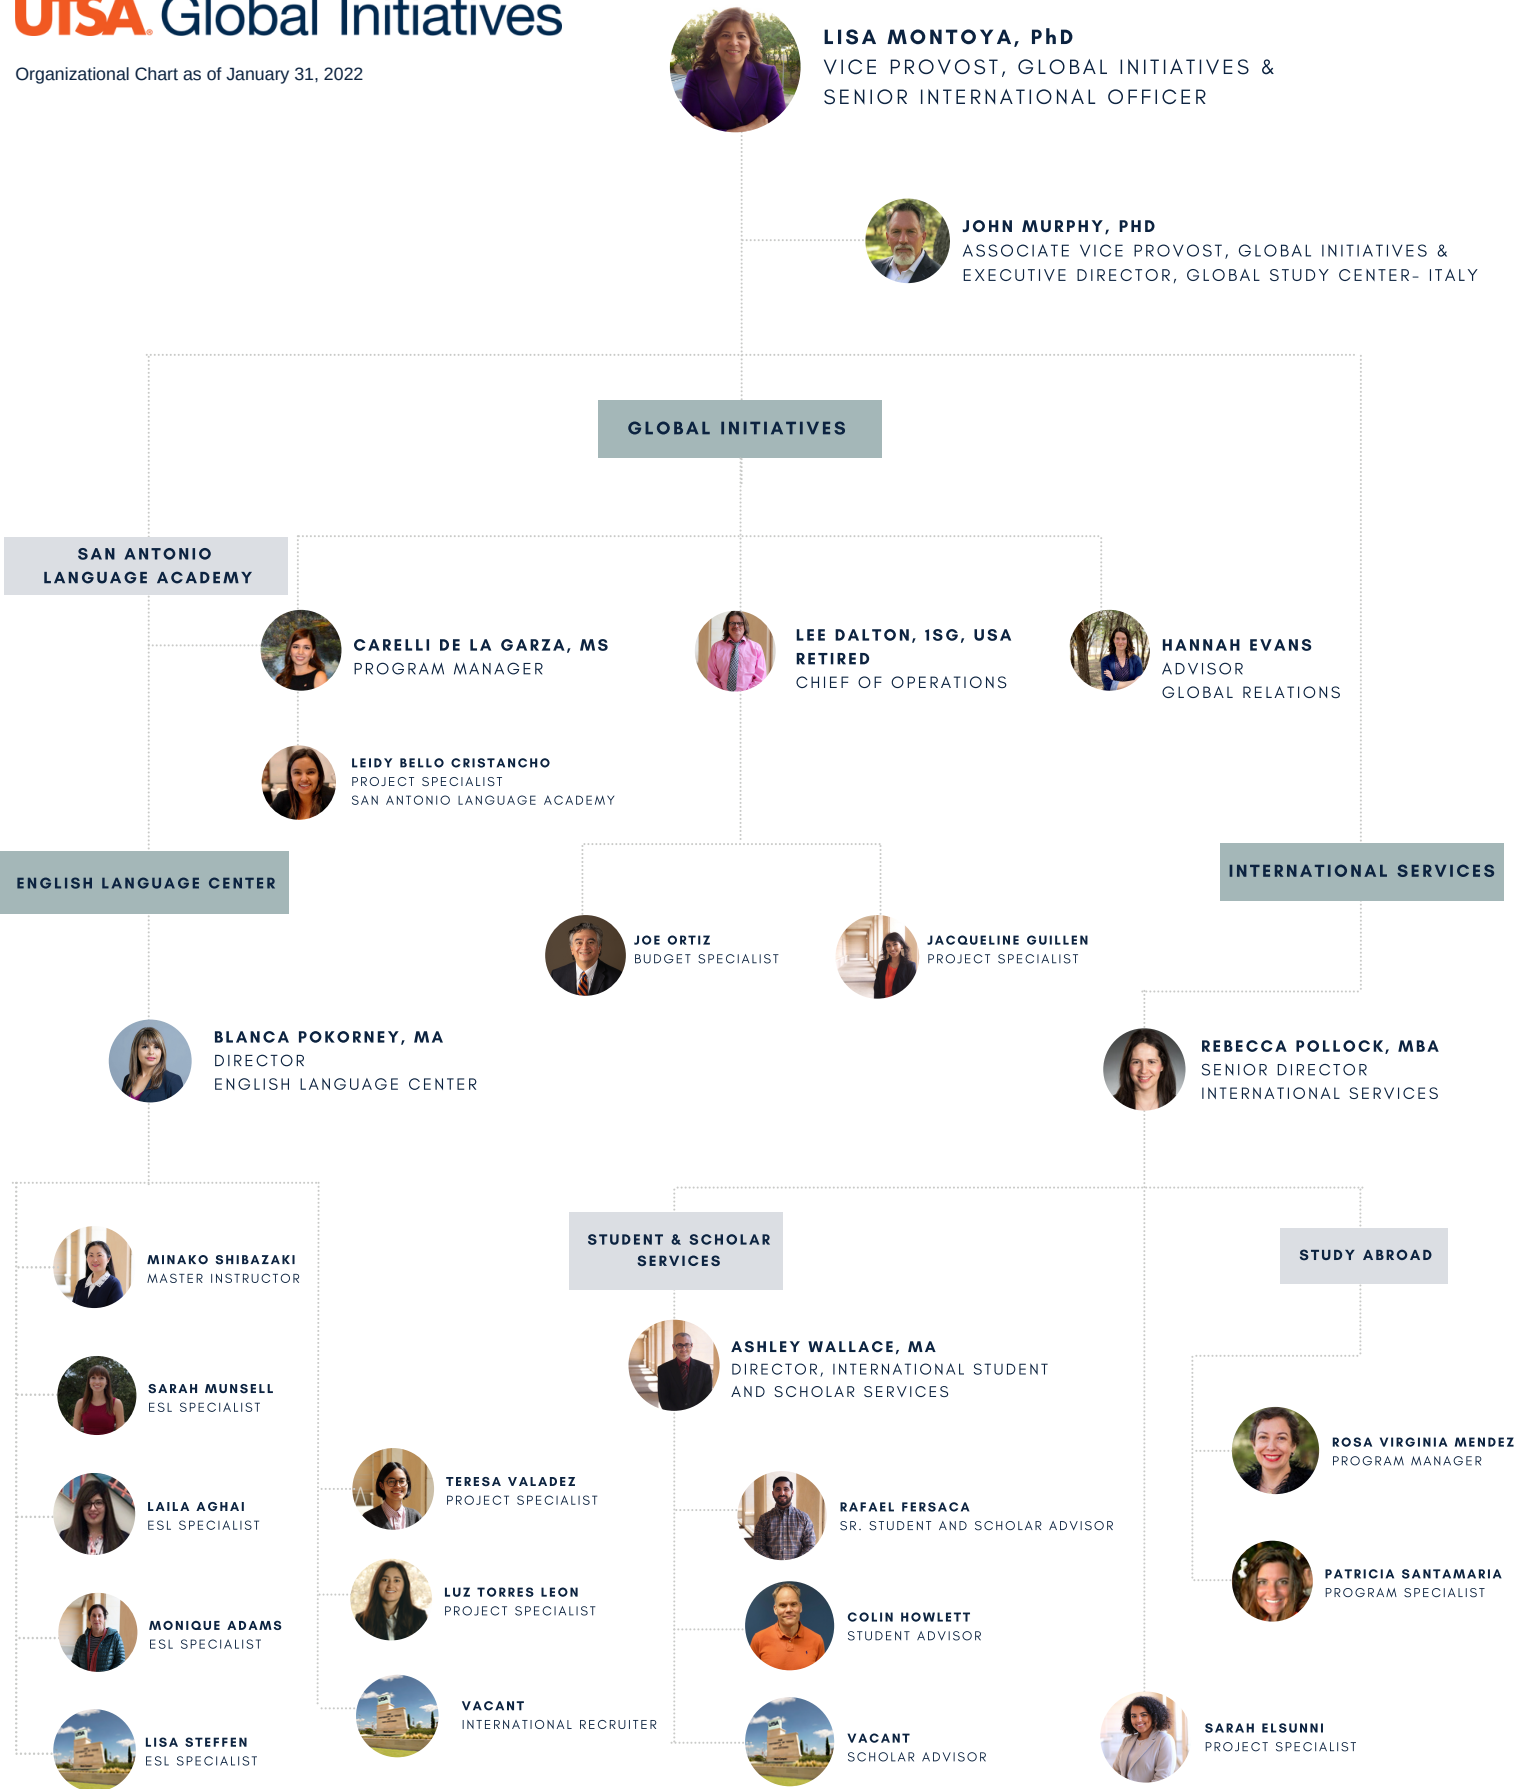 UTSA. Global Initiatives
Organizational Chart as of January 31, 2022
LISA MONTOYA, PhD
VICE PROVOST, GLOBAL INITIATIVES &
SENIOR INTERNATIONAL OFFICER
JOHN MURPHY, PHD
ASSOCIATE VICE PROVOST, GLOBAL INITIATIVES &
EXECUTIVE DIRECTOR, GLOBAL STUDY CENTER- ITALY
GLOBAL INITIATIVES
SAN ANTONIO
LANGUAGE ACADEMY
CARELLI DE LA GARZA, MS
PROGRAM MANAGER
LEE DALTON, 1SG, USA
RETIRED
CHIEF OF OPERATIONS
HANNAH EVANS
ADVISOR
GLOBAL RELATIONS
LEIDY BELLO CRISTANCHO
PROJECT SPECIALIST
SAN ANTONIO LANGUAGE ACADEMY
ENGLISH LANGUAGE CENTER
INTERNATIONAL SERVICES
JOE ORTIZ
BUDGET SPECIALIST
JACQUELINE GUILLEN
PROJECT SPECIALIST
BLANCA POKORNEY, MA
DIRECTOR
ENGLISH LANGUAGE CENTER
REBECCA POLLOCK, MBA
SENIOR DIRECTOR
INTERNATIONAL SERVICES
STUDENT & SCHOLAR
SERVICES
STUDY ABROAD
MINAKO SHIBAZAKI
MASTER INSTRUCTOR
SARAH MUNSELL
ESL SPECIALIST
LAILA AGHAI
ESL SPECIALIST
MONIQUE ADAMS
ESL SPECIALIST
LISA STEFFEN
ESL SPECIALIST
TERESA VALADEZ
PROJECT SPECIALIST
LUZ TORRES LEON
PROJECT SPECIALIST
VACANT
INTERNATIONAL RECRUITER
ASHLEY WALLACE, MA
DIRECTOR, INTERNATIONAL STUDENT
AND SCHOLAR SERVICES
RAFAEL FERSACA
SR. STUDENT AND SCHOLAR ADVISOR
COLIN HOWLETT
STUDENT ADVISOR
VACANT
SCHOLAR ADVISOR
ROSA VIRGINIA MENDEZ
PROGRAM MANAGER
PATRICIA SANTAMARIA
PROGRAM SPECIALIST
SARAH ELSUNNI
PROJECT SPECIALIST